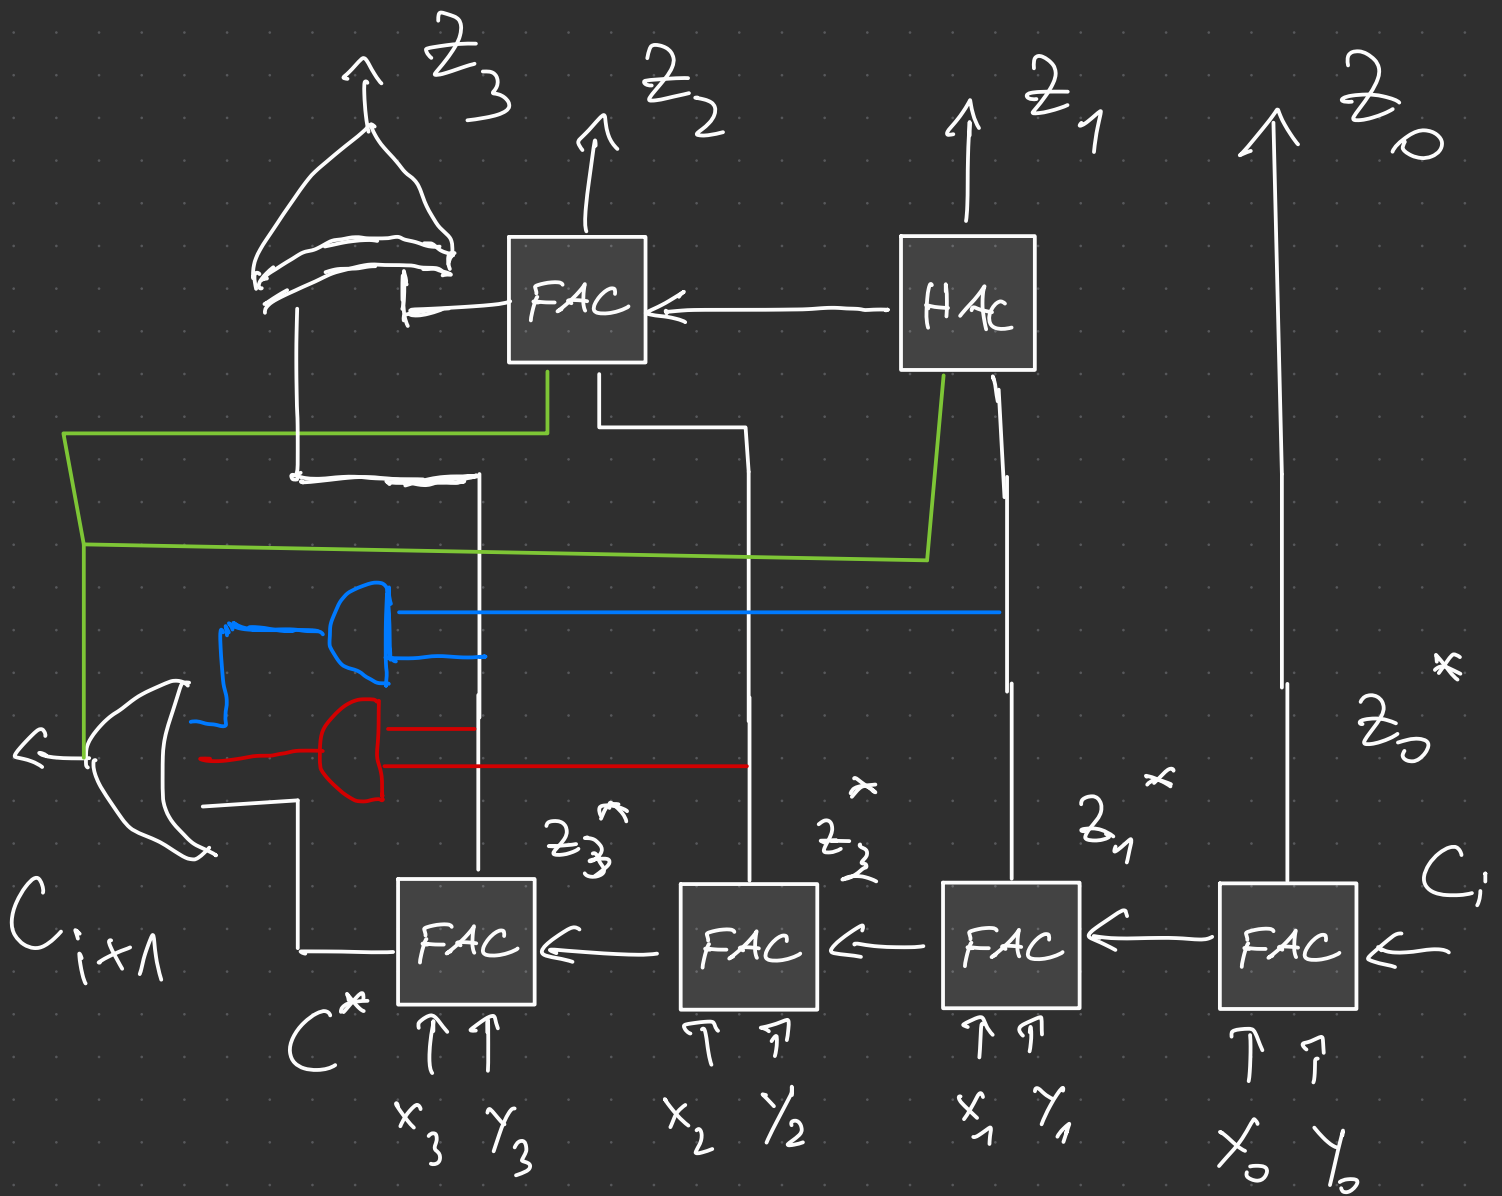 Z3 Z2 Z1 Z0
FAC HAC
Z0*
Z3* Z2* Z1* Ci
FAC FAC FAC FAC
Ci+1
C*
x3 y3 x2 y2 x1 y1 x0 y0